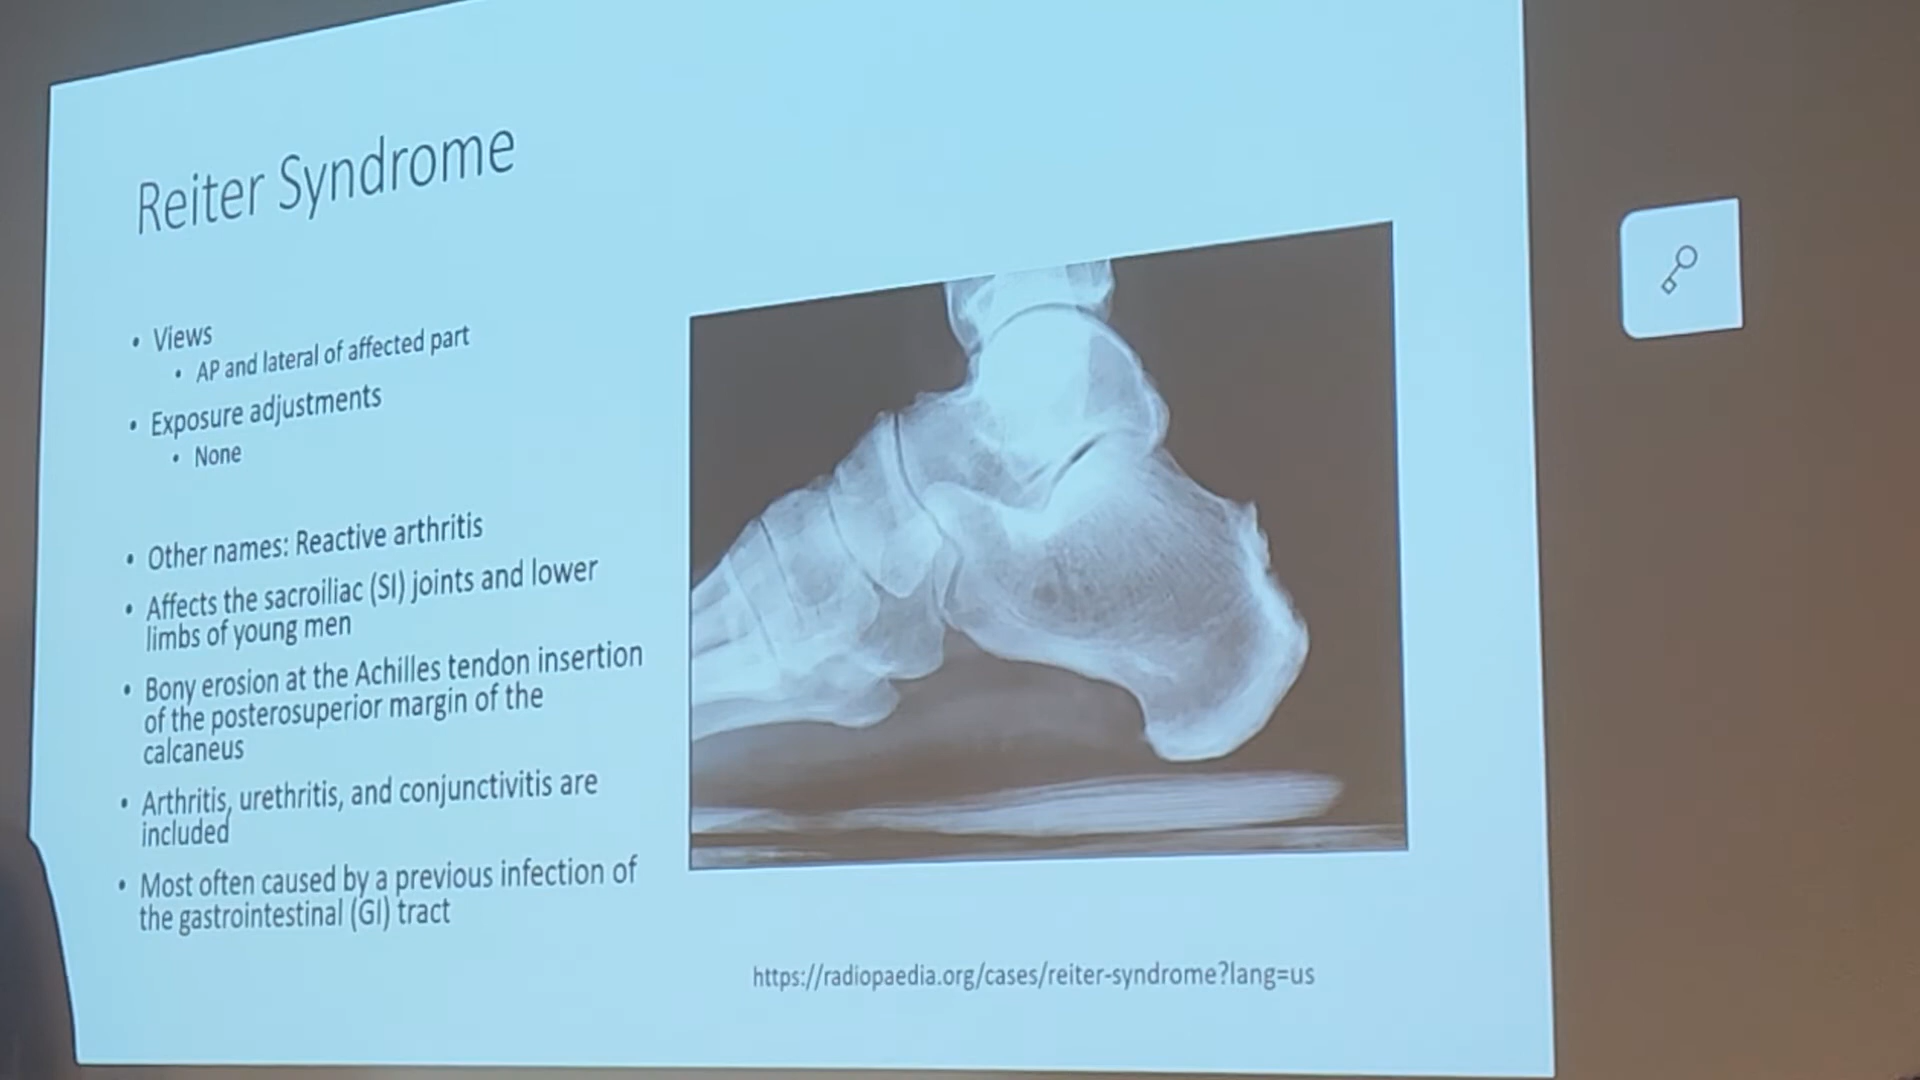 Reiter Syndrome
• Views
• AP and lateral of affected part
• Exposure adjustments
• None
• Other names: Reactive arthritis
• Affects the sacroiliac (SI) joints and lower
limbs of young men
• Bony erosion at the Achilles tendon insertion
of the posterosuperior margin of the
calcaneus
• Arthritis, urethritis, and conjunctivitis are
included
• Most often caused by a previous infection of
the gastrointestinal (GI) tract
https://radiopaedia.org/cases/reiter-syndrome?lang=us